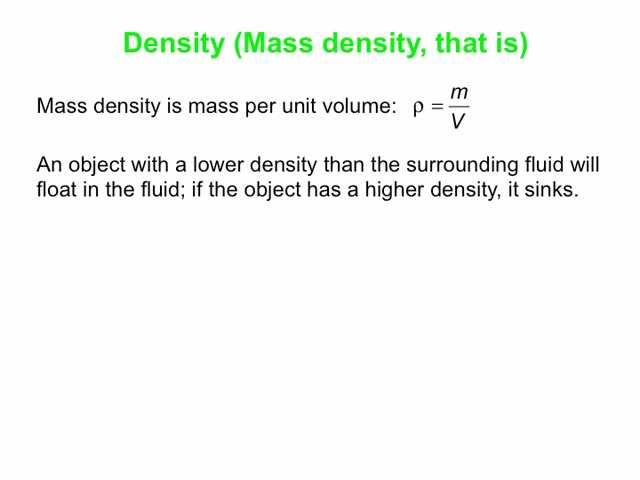 Density (Mass density, that is)
Mass density is mass per unit volume: ρ = m/V
An object with a lower density than the surrounding fluid will
float in the fluid; if the object has a higher density, it sinks.